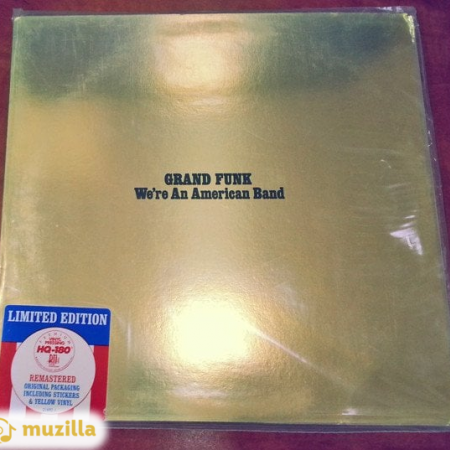 GRAND FUNK
We're An American Band
LIMITED EDITION
HQ-180
REMASTERED
ORIGINAL PACKAGING
INCLUDING STICKERS
& YELLOW VINYL
muzilla